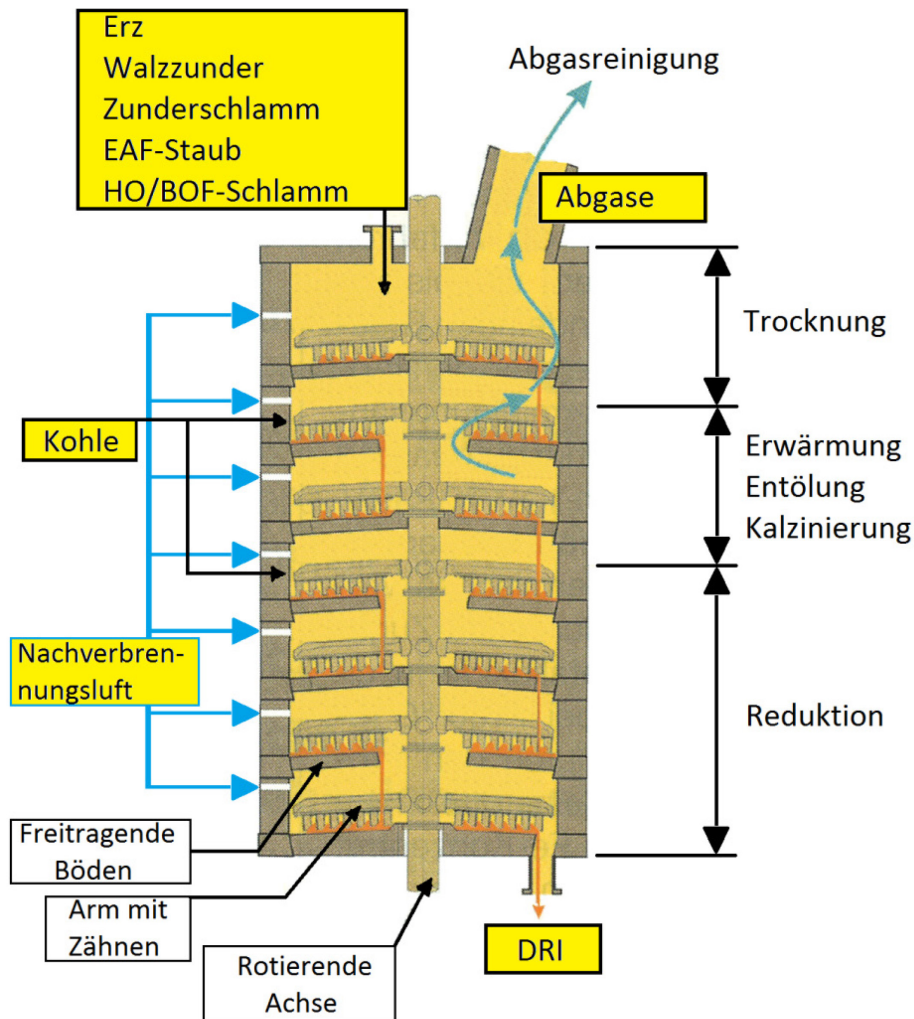 Erz
Walzzunder
Zunderschlamm
EAF-Staub
HO/BOF-Schlamm
Abgasreinigung
Abgase
Trocknung
Kohle
Erwärmung
Entölung
Kalzinierung
Nachverbren-
nungsluft
Reduktion
Freitragende
Böden
Arm mit
Zähnen
Rotierende
Achse
DRI